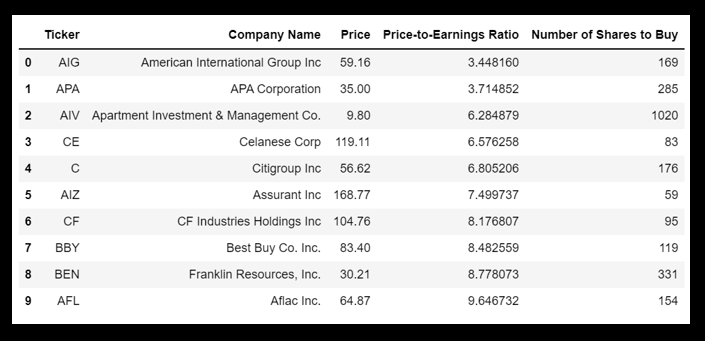 Ticker Company Name Price Price-to-Earnings Ratio Number of Shares to Buy
0 AIG American International Group Inc 59.16 3.448160 169
1 APA APA Corporation 35.00 3.714852 285
2 AIV Apartment Investment & Management Co. 9.80 6.284879 1020
3 CE Celanese Corp 119.11 6.576258 83
4 C Citigroup Inc 56.62 6.805206 176
5 AIZ Assurant Inc 168.77 7.499737 59
6 CF CF Industries Holdings Inc 104.76 8.176807 95
7 BBY Best Buy Co. Inc. 83.40 8.482559 119
8 BEN Franklin Resources, Inc. 30.21 8.778073 331
9 AFL Aflac Inc. 64.87 9.646732 154